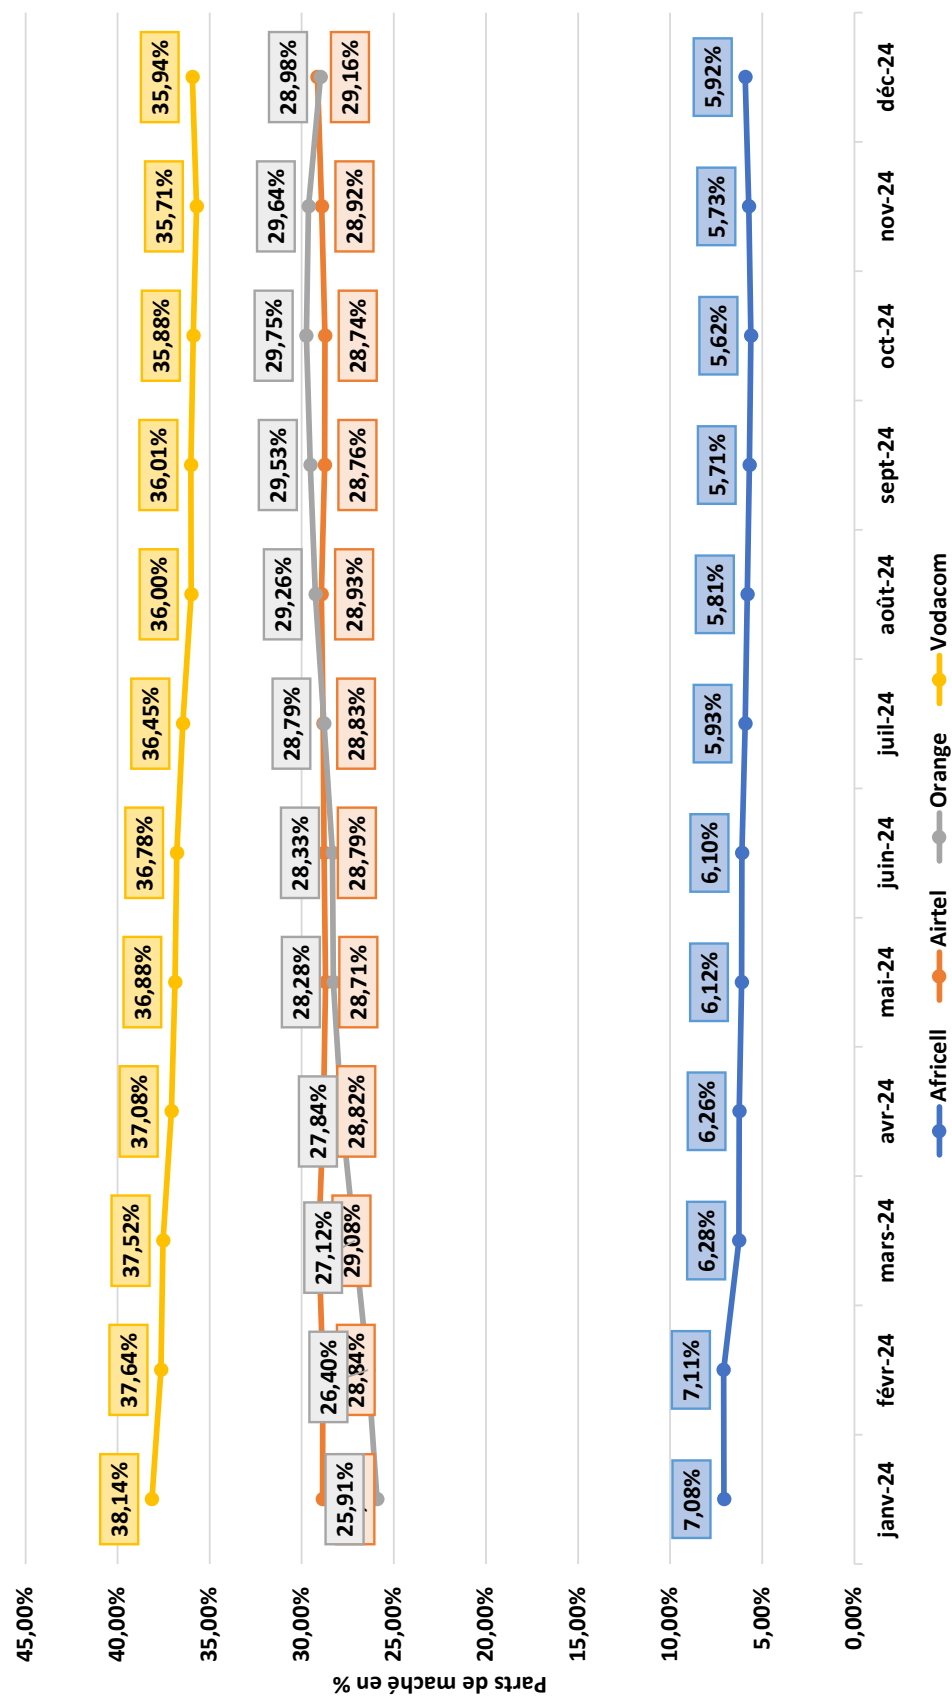 Parts de maché en %
45,00%
40,00%
35,00%
30,00%
25,00%
20,00%
15,00%
10,00%
5,00%
0,00%
38,14% 37,64% 37,52% 37,08% 36,88% 36,78% 36,45% 36,00% 36,01% 35,88% 35,71% 35,94%
25,91% 26,40% 27,12% 27,84% 28,28% 28,33% 28,79% 29,26% 29,53% 29,75% 29,64% 28,98%
28,84% 29,08% 28,82% 28,71% 28,79% 28,83% 28,93% 28,76% 28,74% 28,92% 29,16%
7,08% 7,11% 6,28% 6,26% 6,12% 6,10% 5,93% 5,81% 5,71% 5,62% 5,73% 5,92%
janv-24 févr-24 mars-24 avr-24 mai-24 juin-24 juil-24 août-24 sept-24 oct-24 nov-24 déc-24
Africell Airtel Orange Vodacom